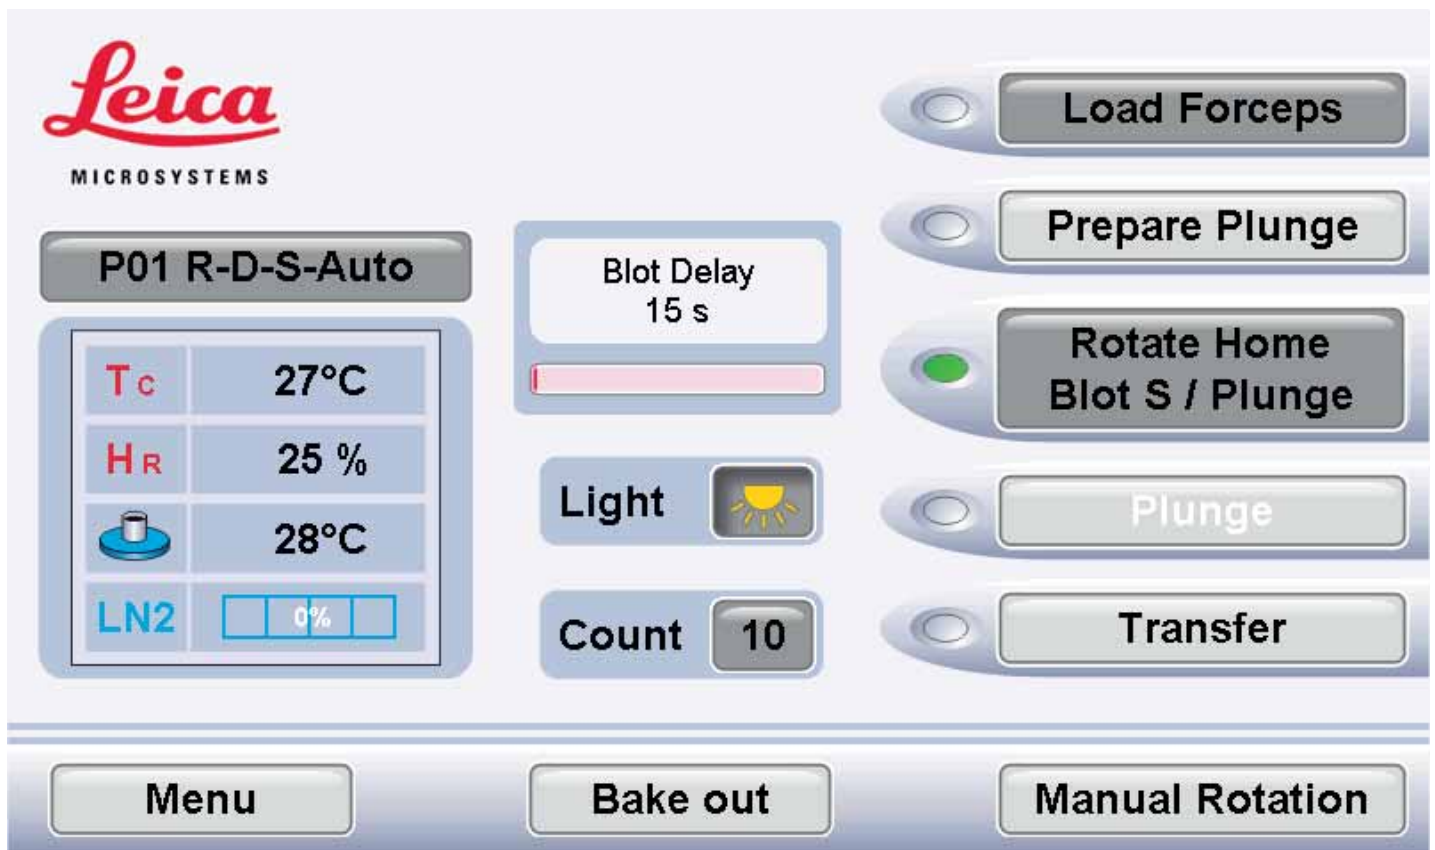 Leica
MICROSYSTEMS
P01 R-D-S-Auto
Tc 27°C
HR 25 %
28°C
LN2 0%
Blot Delay
15 s
Light
Count 10
Load Forceps
Prepare Plunge
Rotate Home
Blot S / Plunge
Plunge
Transfer
Menu
Bake out
Manual Rotation